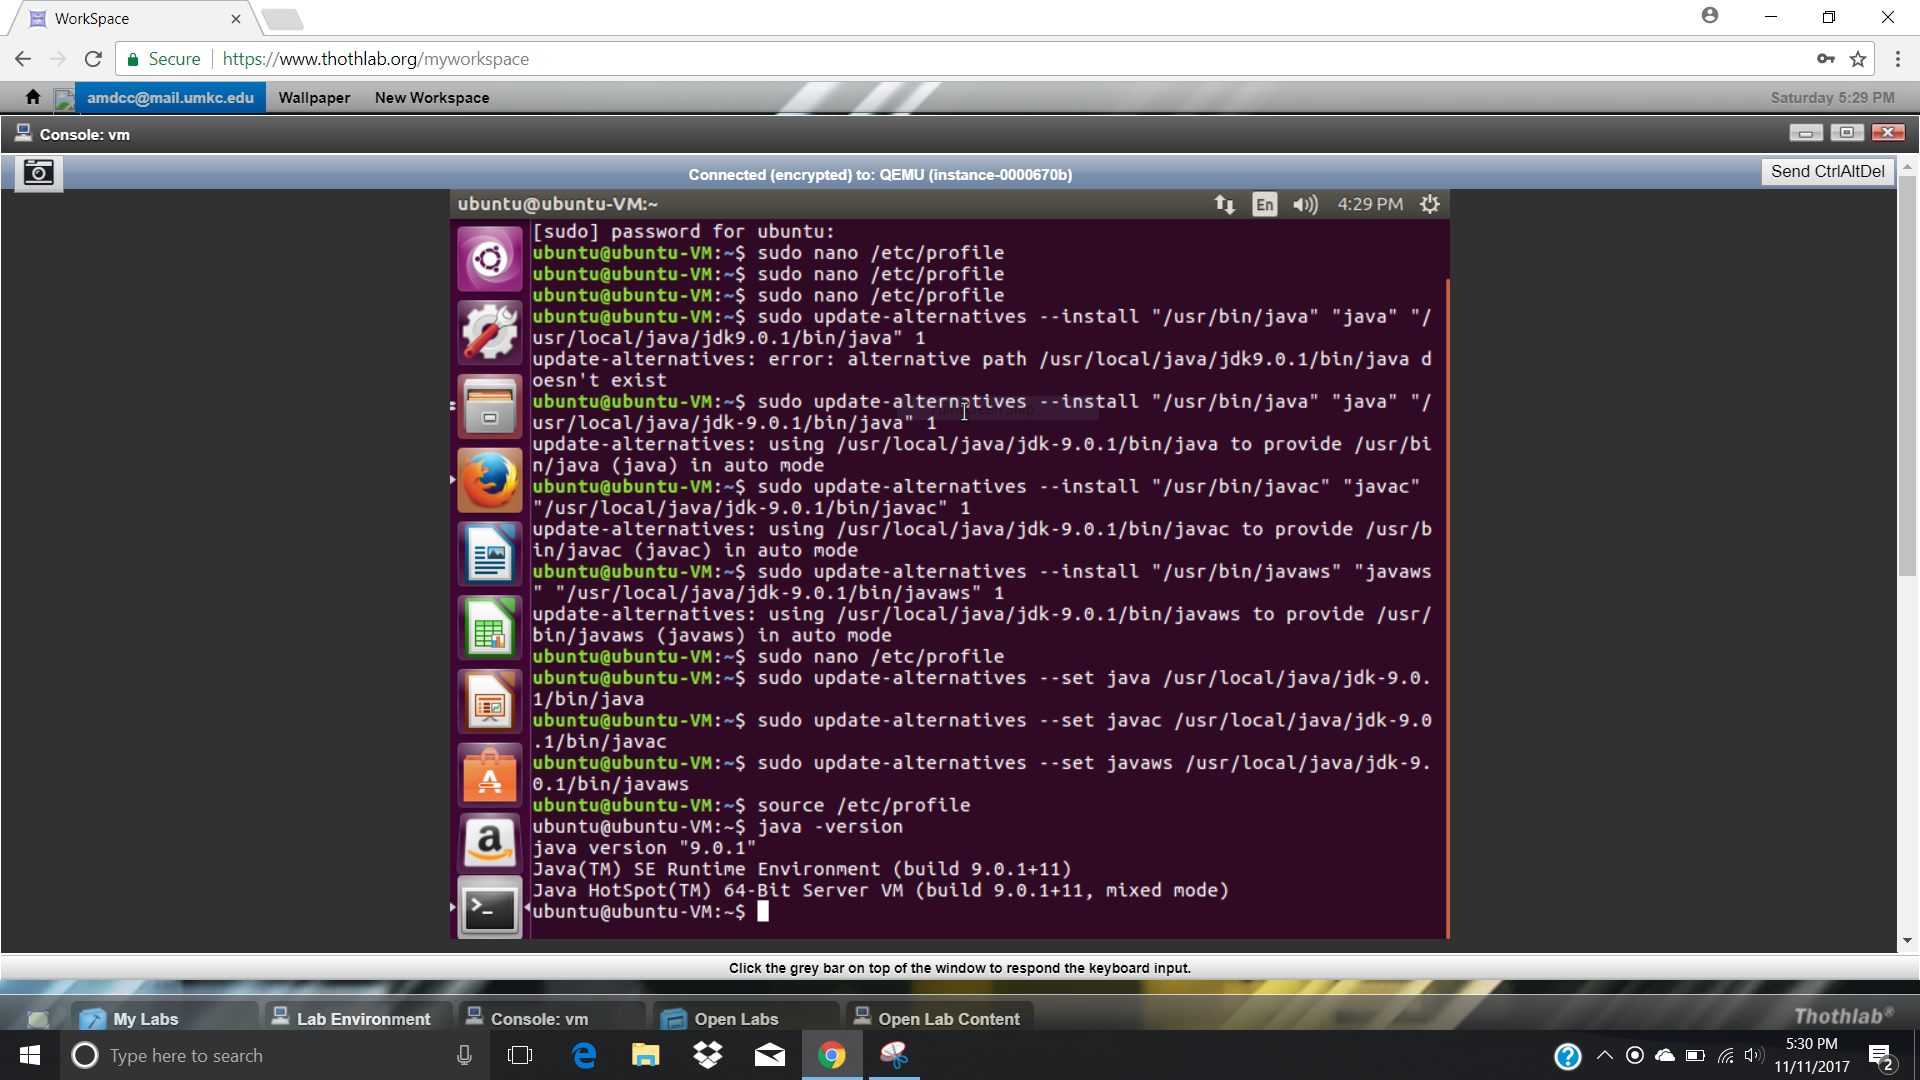 WorkSpace
Secure
https://www.thothlab.org/myworkspace
amdcc@mail.umkc.edu
Wallpaper
New Workspace
Saturday 5:29 PM
Console: vm
Connected (encrypted) to: QEMU (instance-0000670b)
Send CtrlAltDel
ubuntu@ubuntu-VM:~
En
4:29 PM
[sudo] password for ubuntu:
ubuntu@ubuntu-VM:~$ sudo nano /etc/profile
ubuntu@ubuntu-VM:~$ sudo nano /etc/profile
ubuntu@ubuntu-VM:~$ sudo nano /etc/profile
ubuntu@ubuntu-VM:~$ sudo update-alternatives --install "/usr/bin/java" "java" "/
usr/local/java/jdk9.0.1/bin/java" 1
update-alternatives: error: alternative path /usr/local/java/jdk9.0.1/bin/java d
oesn't exist
ubuntu@ubuntu-VM:~$ sudo update-alternatives --install "/usr/bin/java" "java" "/
usr/local/java/jdk-9.0.1/bin/java" 1
update-alternatives: using /usr/local/java/jdk-9.0.1/bin/java to provide /usr/bi
n/java (java) in auto mode
ubuntu@ubuntu-VM:~$ sudo update-alternatives --install "/usr/bin/javac" "javac"
"/usr/local/java/jdk-9.0.1/bin/javac" 1
update-alternatives: using /usr/local/java/jdk-9.0.1/bin/javac to provide /usr/b
in/javac (javac) in auto mode
ubuntu@ubuntu-VM:~$ sudo update-alternatives --install "/usr/bin/javaws" "javaws
" "/usr/local/java/jdk-9.0.1/bin/javaws" 1
update-alternatives: using /usr/local/java/jdk-9.0.1/bin/javaws to provide /usr/
bin/javaws (javaws) in auto mode
ubuntu@ubuntu-VM:~$ sudo nano /etc/profile
ubuntu@ubuntu-VM:~$ sudo update-alternatives --set java /usr/local/java/jdk-9.0.
1/bin/java
ubuntu@ubuntu-VM:~$ sudo update-alternatives --set javac /usr/local/java/jdk-9.0
.1/bin/javac
ubuntu@ubuntu-VM:~$ sudo update-alternatives --set javaws /usr/local/java/jdk-9.
0.1/bin/javaws
ubuntu@ubuntu-VM:~$ source /etc/profile
ubuntu@ubuntu-VM:~$ java -version
java version "9.0.1"
Java(TM) SE Runtime Environment (build 9.0.1+11)
Java HotSpot(TM) 64-Bit Server VM (build 9.0.1+11, mixed mode)
ubuntu@ubuntu-VM:~$
Click the grey bar on top of the window to respond the keyboard input.
My Labs
Lab Environment
Console: vm
Open Labs
Open Lab Content
Thothlab®
Type here to search
5:30 PM
11/11/2017
2